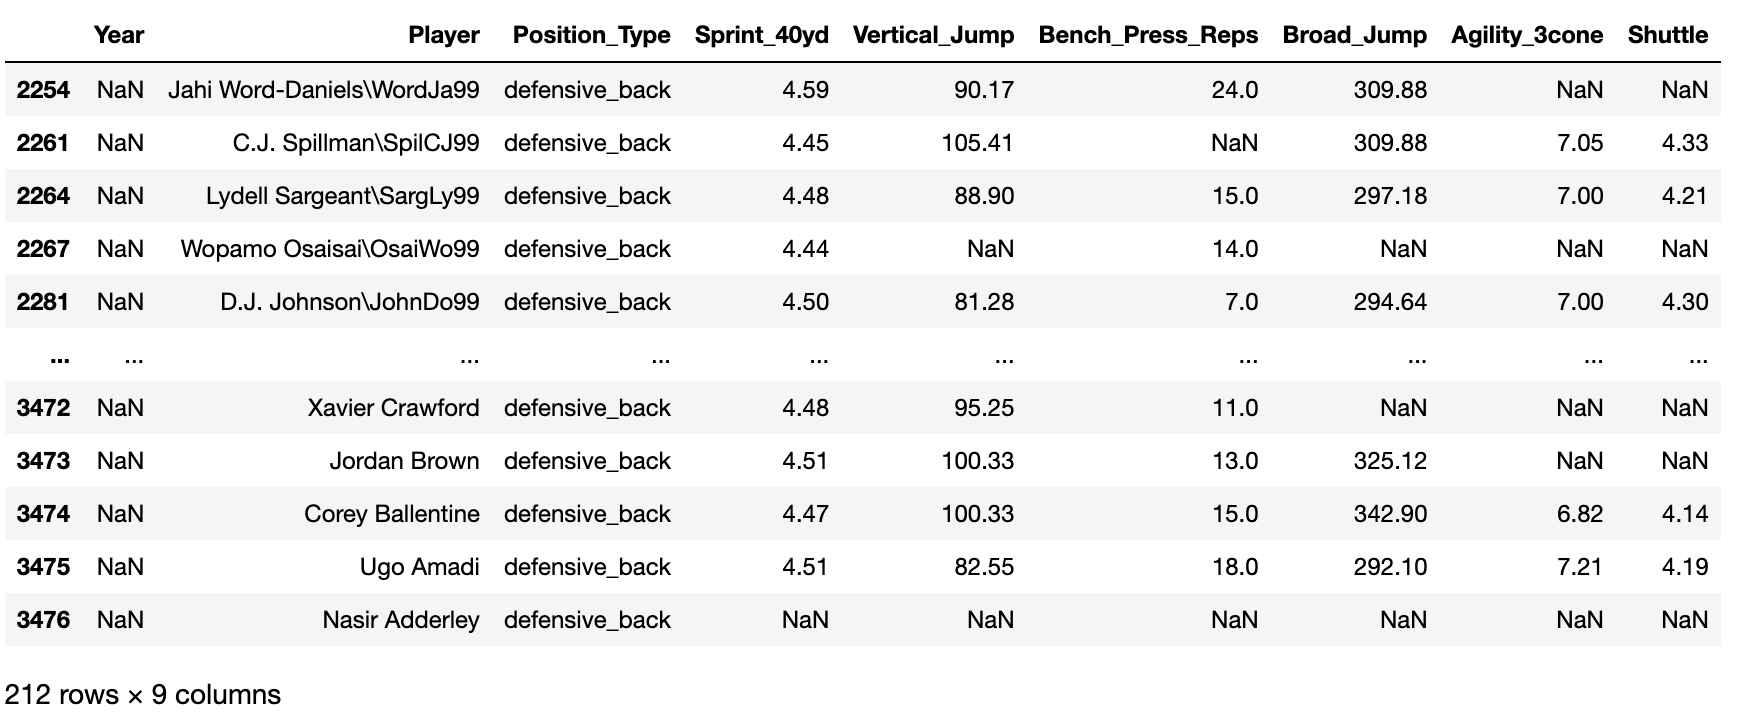 Year Player Position_Type Sprint_40yd Vertical_Jump Bench_Press_Reps Broad_Jump Agility_3cone Shuttle
2254 NaN Jahi Word-Daniels\WordJa99 defensive_back 4.59 90.17 24.0 309.88 NaN NaN
2261 NaN C.J. Spillman\SpilCJ99 defensive_back 4.45 105.41 NaN 309.88 7.05 4.33
2264 NaN Lydell Sargeant\SargLy99 defensive_back 4.48 88.90 15.0 297.18 7.00 4.21
2267 NaN Wopamo Osaisai\OsaiWo99 defensive_back 4.44 NaN 14.0 NaN NaN NaN
2281 NaN D.J. Johnson\JohnDo99 defensive_back 4.50 81.28 7.0 294.64 7.00 4.30
... ... ... ... ... ... ... ... ... ...
3472 NaN Xavier Crawford defensive_back 4.48 95.25 11.0 NaN NaN NaN
3473 NaN Jordan Brown defensive_back 4.51 100.33 13.0 325.12 NaN NaN
3474 NaN Corey Ballentine defensive_back 4.47 100.33 15.0 342.90 6.82 4.14
3475 NaN Ugo Amadi defensive_back 4.51 82.55 18.0 292.10 7.21 4.19
3476 NaN Nasir Adderley defensive_back NaN NaN NaN NaN NaN NaN
212 rows × 9 columns